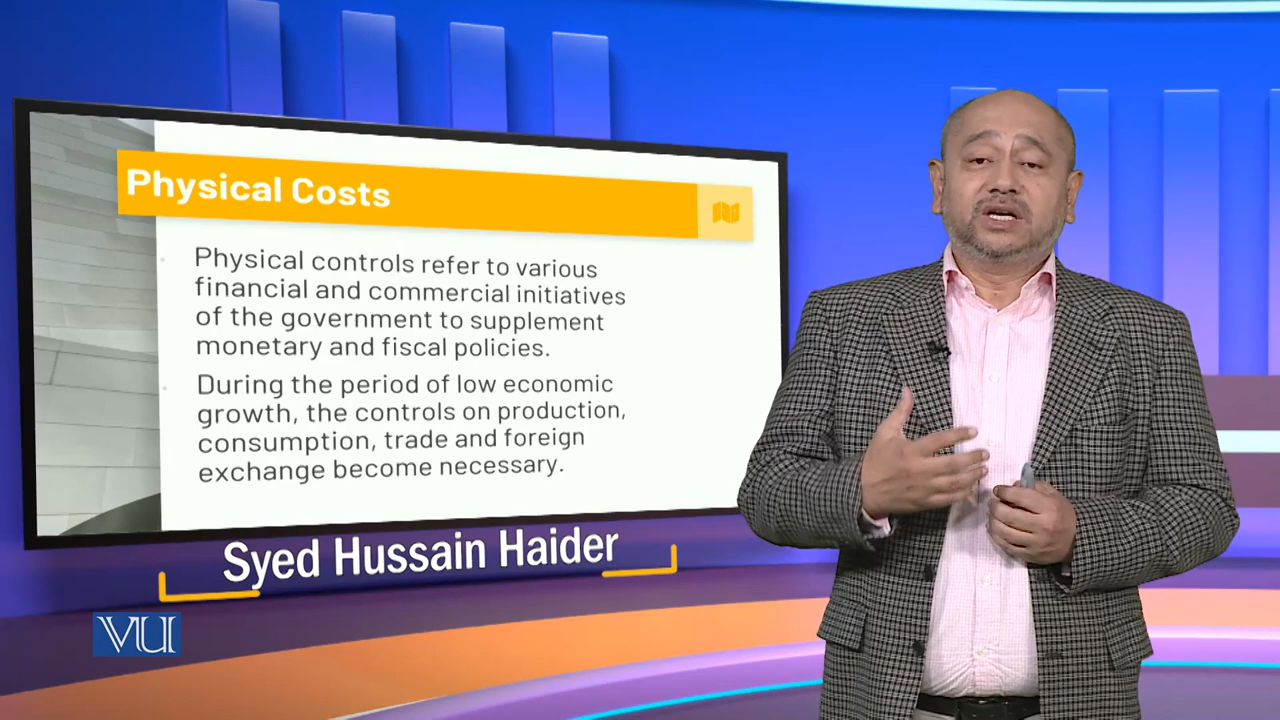 Physical Costs
Physical controls refer to various
financial and commercial initiatives
of the government to supplement
monetary and fiscal policies.
During the period of low economic
growth, the controls on production,
consumption, trade and foreign
exchange become necessary.
Syed Hussain Haider
VU